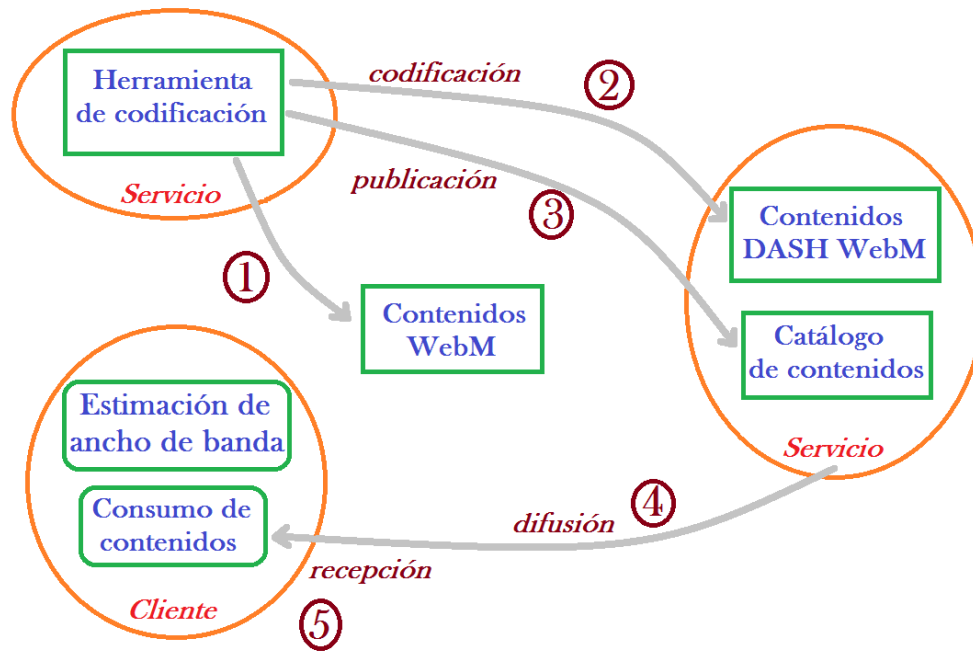 Herramienta
de codificación
Servicio
codificación
2
publicación
3
1
Contenidos
DASH WebM
Catálogo
de contenidos
Servicio
Contenidos
WebM
Estimación de
ancho de banda
Consumo de
contenidos
Cliente
4
difusión
recepción
5